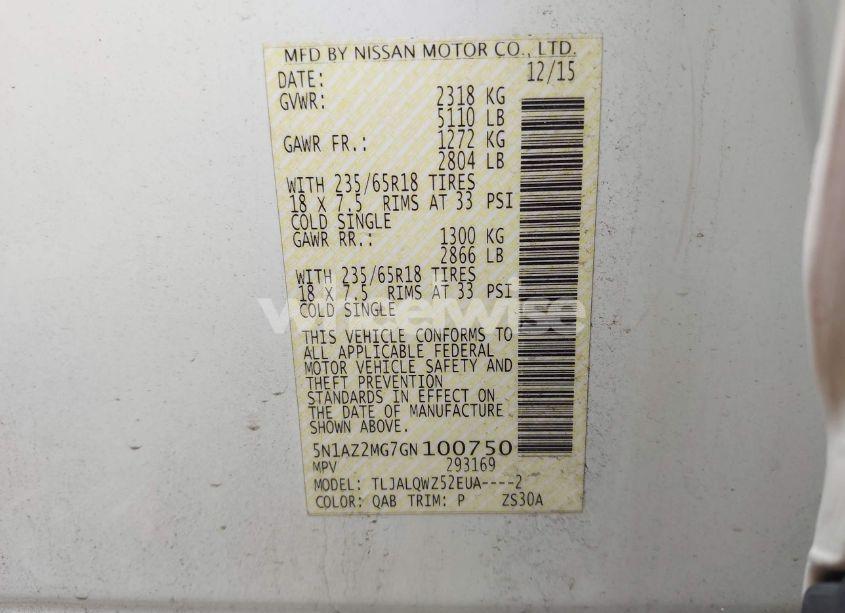 MFD BY NISSAN MOTOR CO., LTD.
DATE: 12/15
GVWR: 2318 KG
5110 LB
GAWR FR.: 1272 KG
2804 LB
WITH 235/65R18 TIRES
18 X 7.5 RIMS AT 33 PSI
COLD SINGLE
GAWR RR.: 1300 KG
2866 LB
WITH 235/65R18 TIRES
18 X 7.5 RIMS AT 33 PSI
COLD SINGLE
THIS VEHICLE CONFORMS TO
ALL APPLICABLE FEDERAL
MOTOR VEHICLE SAFETY AND
THEFT PREVENTION
STANDARDS IN EFFECT ON
THE DATE OF MANUFACTURE
SHOWN ABOVE.
5N1AZ2MG7GN100750
MPV 293169
MODEL: TLJALQWZ52EUA----2
COLOR: QAB TRIM: P ZS30A